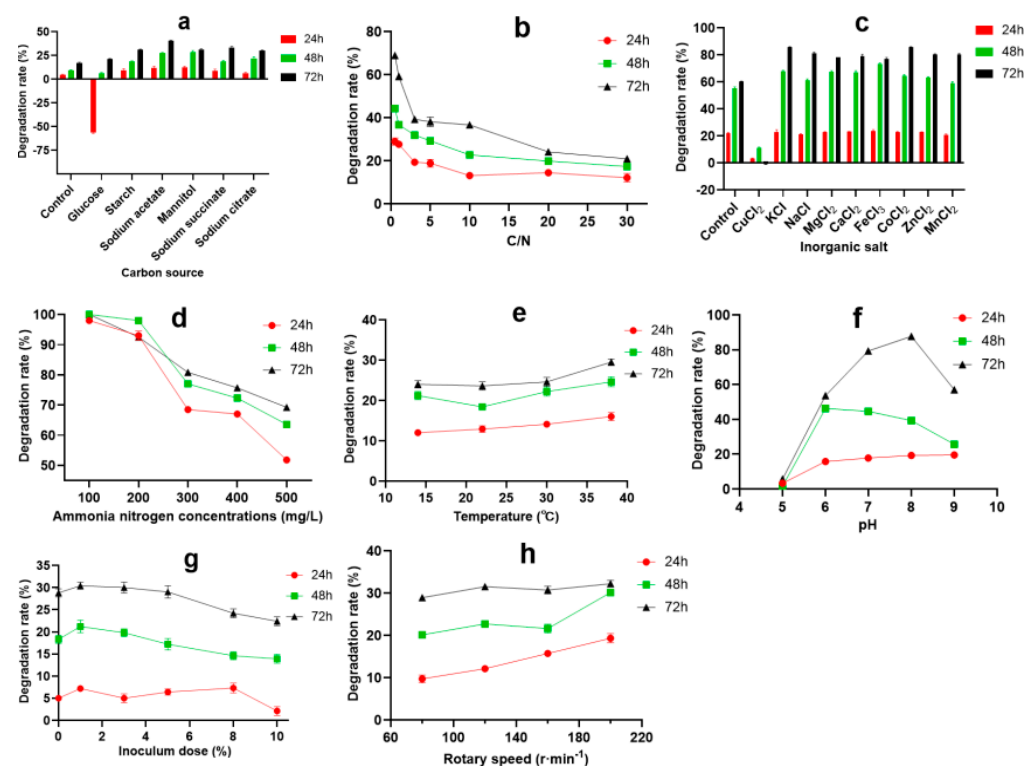 a
Degradation rate (%)
50
25
0
-25
-50
-75
Control
Glucose
Starch
Sodium acetate
Mannitol
Sodium succinate
Sodium citrate
Carbon source
24h
48h
72h
b
Degradation rate (%)
80
60
40
20
0
0 5 10 15 20 25 30
C/N
24h
48h
72h
c
Degradation rate (%)
100
80
60
40
20
0
-20
Control
CuCl₂
KCl
NaCl
MgCl₂
CaCl₂
FeCl₃
CoCl₂
ZnCl₂
MnCl₂
Inorganic salt
24h
48h
72h
d
Degradation rate (%)
100
90
80
70
60
50
100 200 300 400 500
Ammonia nitrogen concentrations (mg/L)
24h
48h
72h
e
Degradation rate (%)
40
30
20
10
0
10 15 20 25 30 35 40
Temperature (℃)
24h
48h
72h
f
Degradation rate (%)
100
80
60
40
20
0
4 5 6 7 8 9 10
pH
24h
48h
72h
g
Degradation rate (%)
35
30
25
20
15
10
5
0
0 2 4 6 8 10
Inoculum dose (%)
24h
48h
72h
h
Degradation rate (%)
40
30
20
10
0
60 100 140 180 220
Rotary speed (r·min⁻¹)
24h
48h
72h